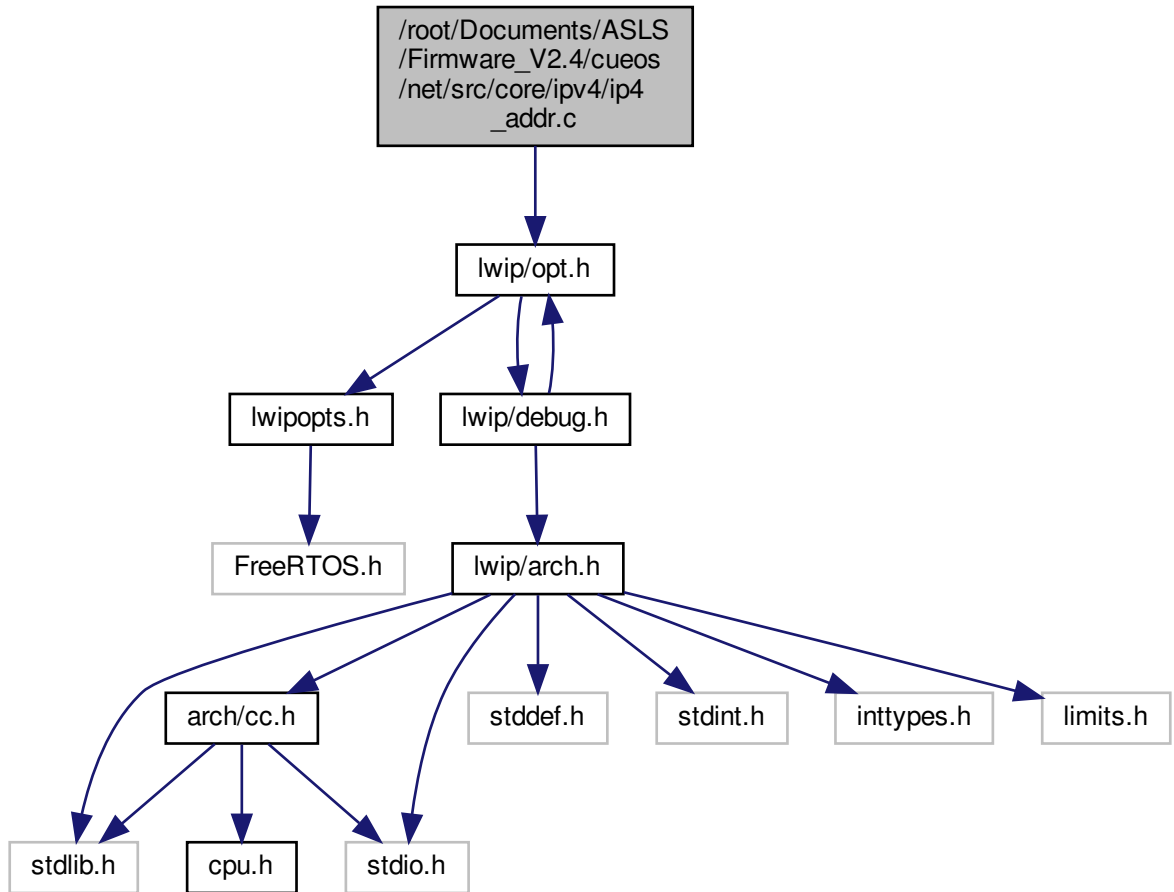 /root/Documents/ASLS
/Firmware_V2.4/cueos
/net/src/core/ipv4/ip4
_addr.c
lwip/opt.h
lwipopts.h
lwip/debug.h
FreeRTOS.h
lwip/arch.h
arch/cc.h
stddef.h
stdint.h
inttypes.h
limits.h
stdlib.h
cpu.h
stdio.h